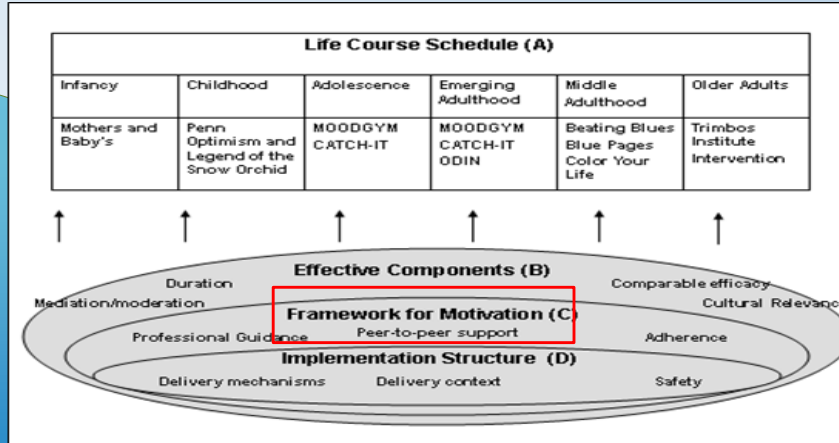 Life Course Schedule (A)
Infancy
Childhood
Adolescence
Emerging
Adulthood
Middle
Adulthood
Older Adults
Mothers and
Baby's
Penn
Optimism and
Legend of the
Snow Orchid
MOODGYM
CATCH-IT
MOODGYM
CATCH-IT
ODIN
Beating Blues
Blue Pages
Color Your
Life
Trimbos
Institute
Intervention
Effective Components (B)
Duration
Comparable efficacy
Mediation/moderation
Cultural Relevanc
Framework for Motivation (C)
Professional Guidance
Peer-to-peer support
Adherence
Implementation Structure (D)
Delivery mechanisms
Delivery context
Safety